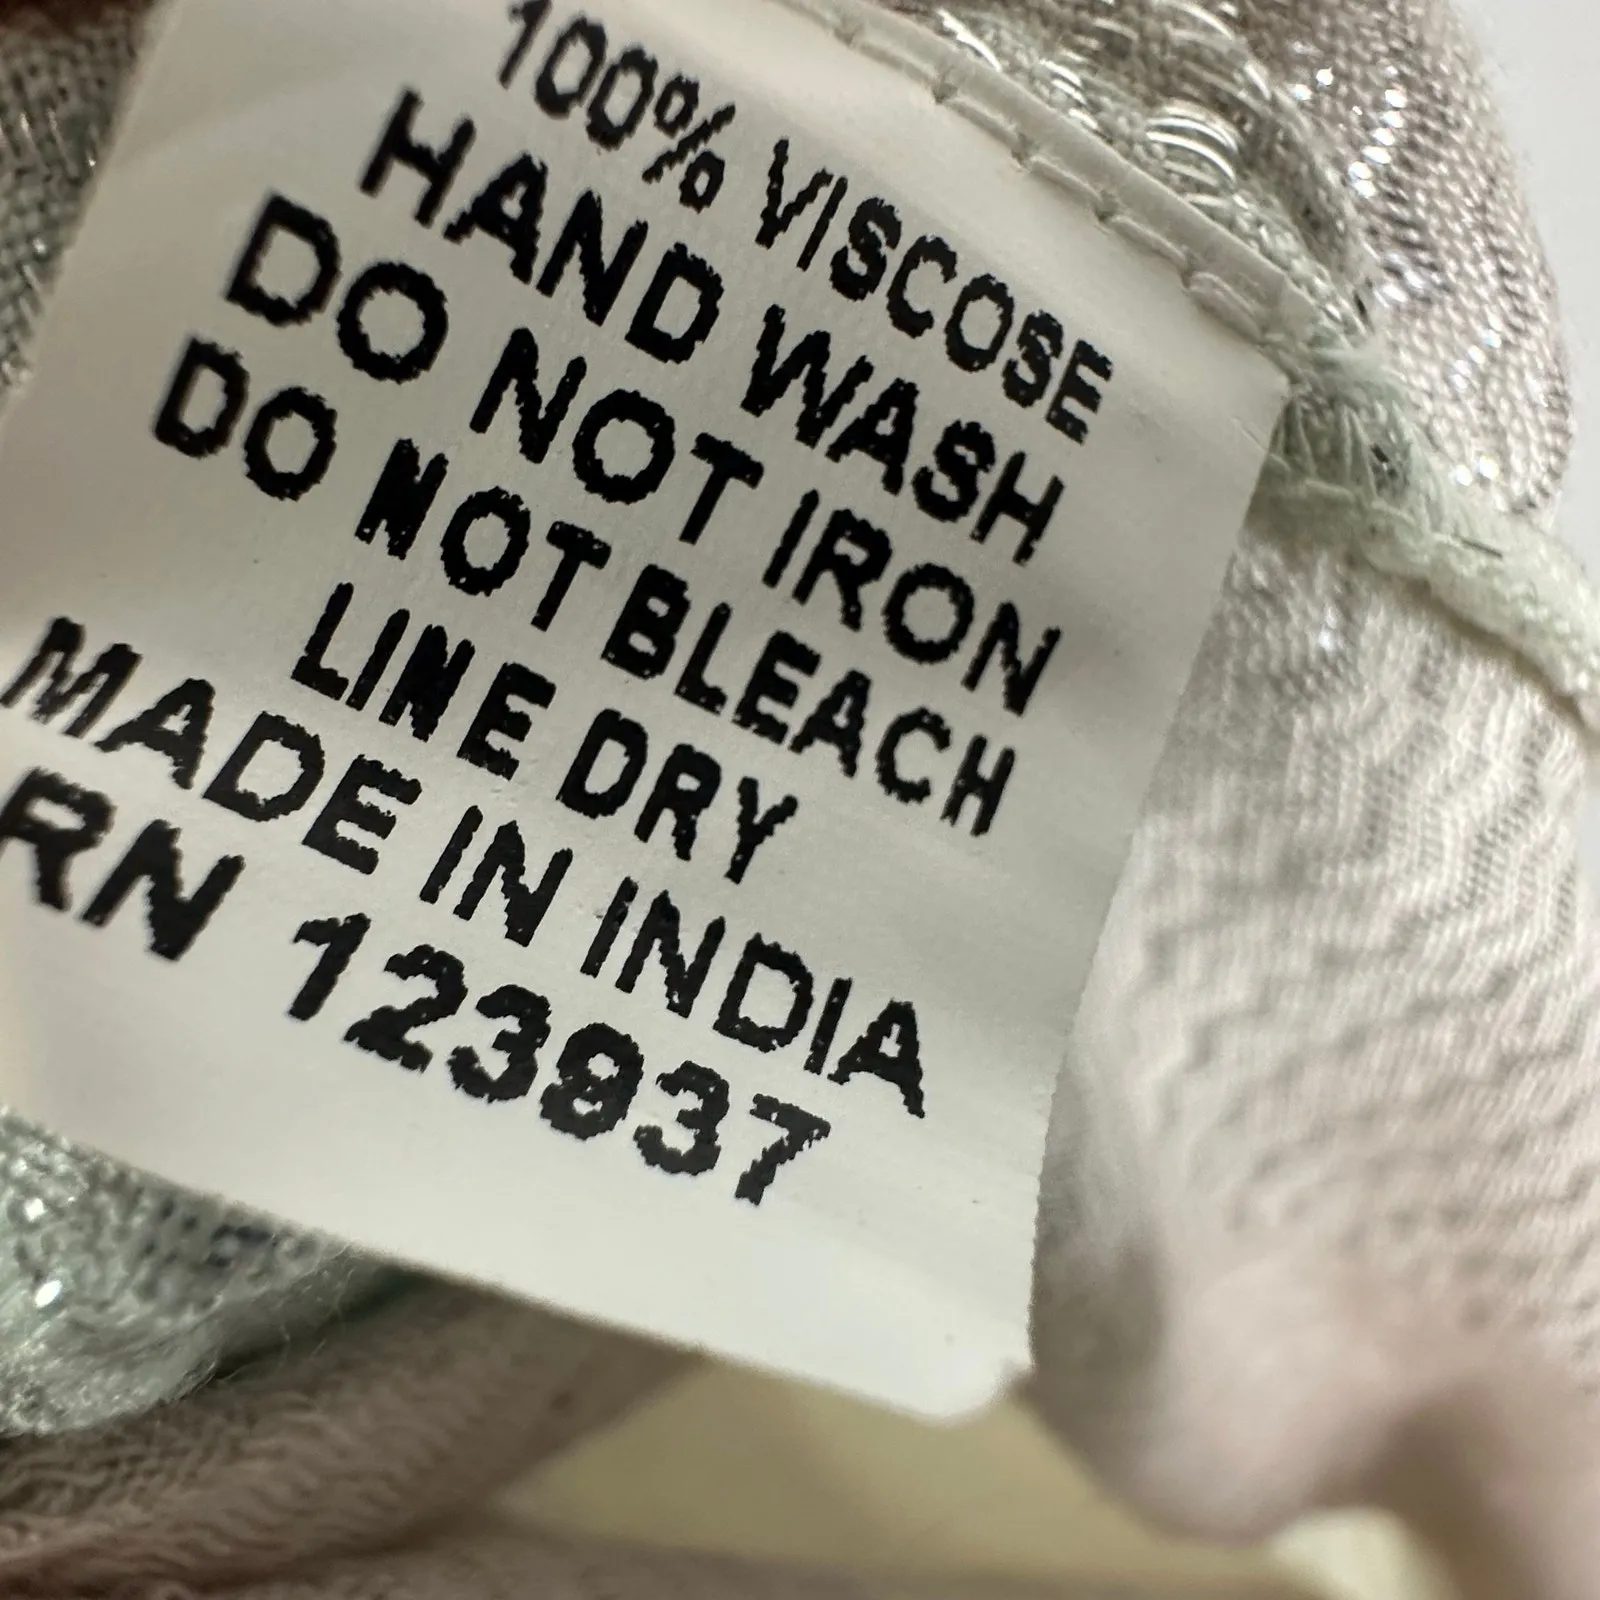 100% VISCOSE
HAND WASH
DO NOT IRON
DO NOT BLEACH
LINE DRY
MADE IN INDIA
RN 123837